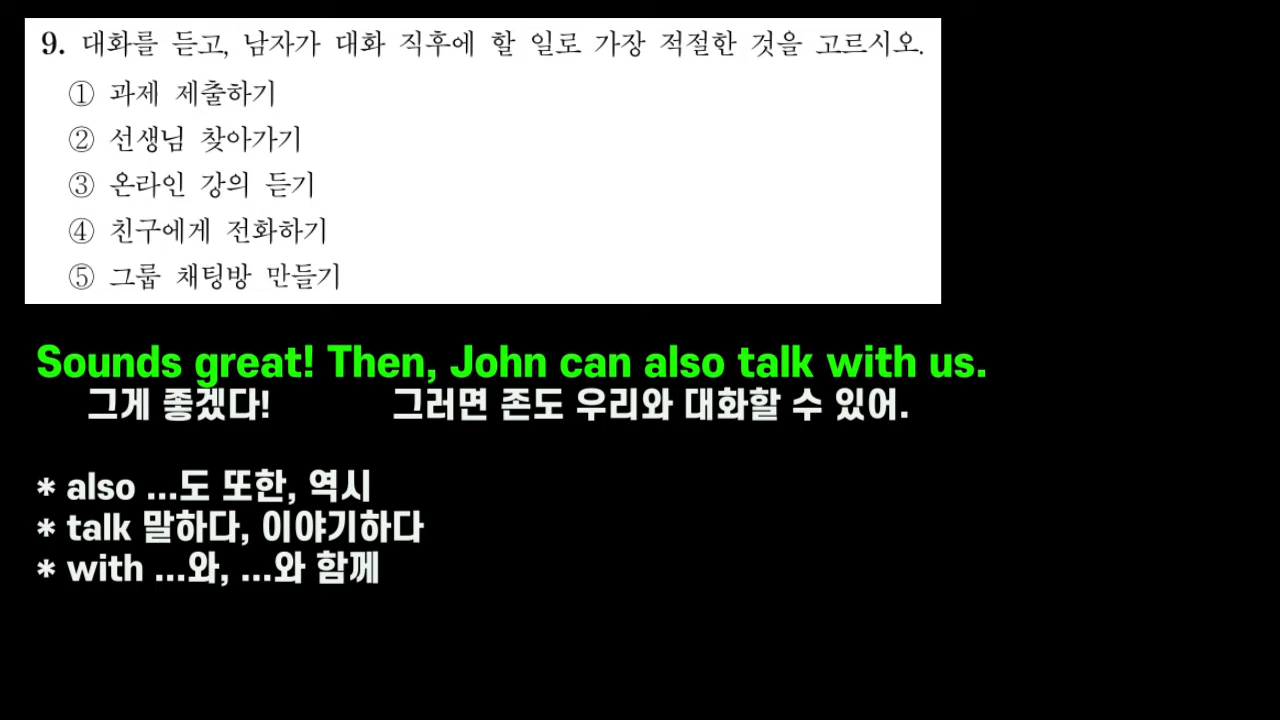 9. 대화를 듣고, 남자가 대화 직후에 할 일로 가장 적절한 것을 고르시오.
① 과제 제출하기
② 선생님 찾아가기
③ 온라인 강의 듣기
④ 친구에게 전화하기
⑤ 그룹 채팅방 만들기
Sounds great! Then, John can also talk with us.
그게 좋겠다! 그러면 존도 우리와 대화할 수 있어.
* also ...도 또한, 역시
* talk 말하다, 이야기하다
* with ...와, ...와 함께